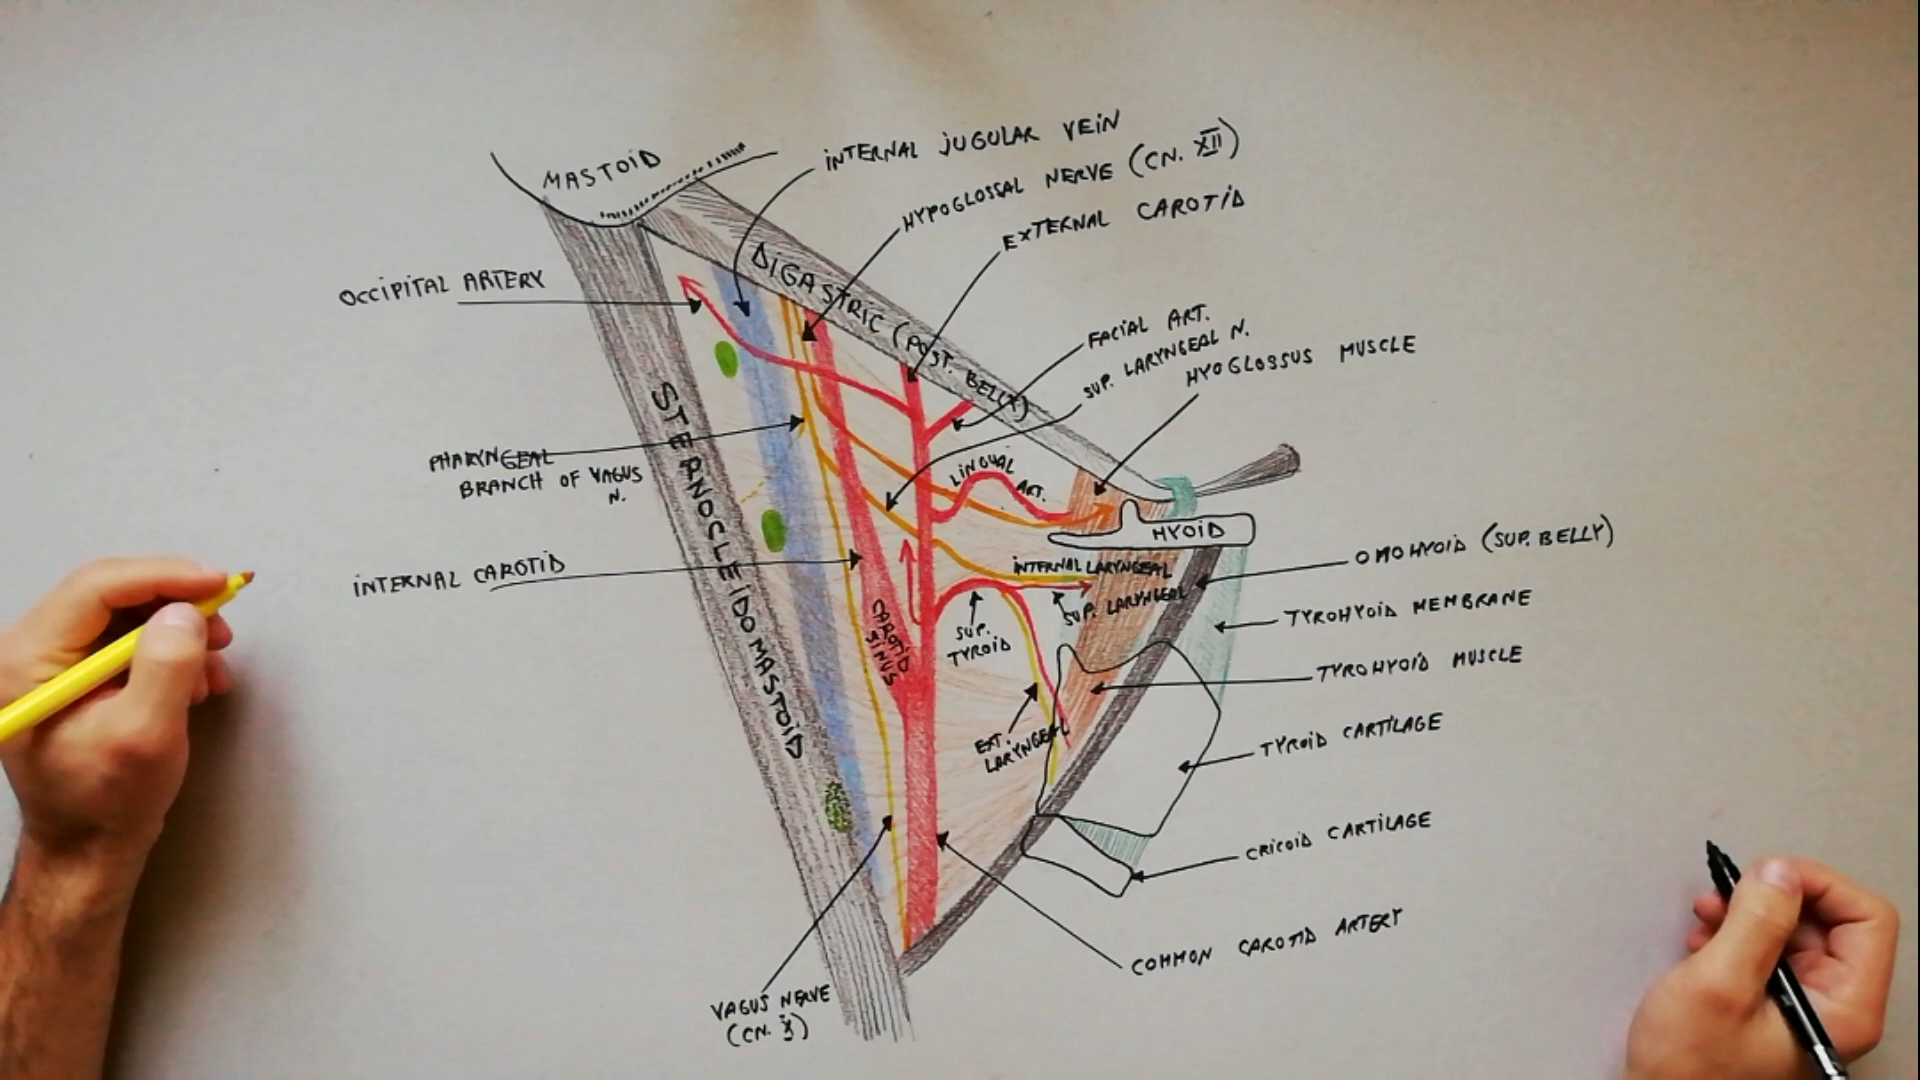 MASTOID
INTERNAL JUGULAR VEIN
HYPOGLOSSAL NERVE (CN. XII)
EXTERNAL CAROTID
OCCIPITAL ARTERY
DIGASTRIC (POST. BELLY)
FACIAL ART.
SUP. LARYNGEAL N.
HYOGLOSSUS MUSCLE
STERNOCLEIDOMASTOID
PHARYNGEAL
BRANCH OF VAGUS
N.
LINGUAL
ART.
HYOID
INTERNAL CAROTID
INTERNAL LARYNGEAL
SUP. LARYNGEAL
OMOHYOID (SUP. BELLY)
TYROHYOID MEMBRANE
CAROTID
SINUS
SUP.
TYROID
TYROHYOID MUSCLE
EXT.
LARYNGEAL
TYROID CARTILAGE
CRICOID CARTILAGE
COMMON CAROTID ARTERY
VAGUS NERVE
(CN. X)